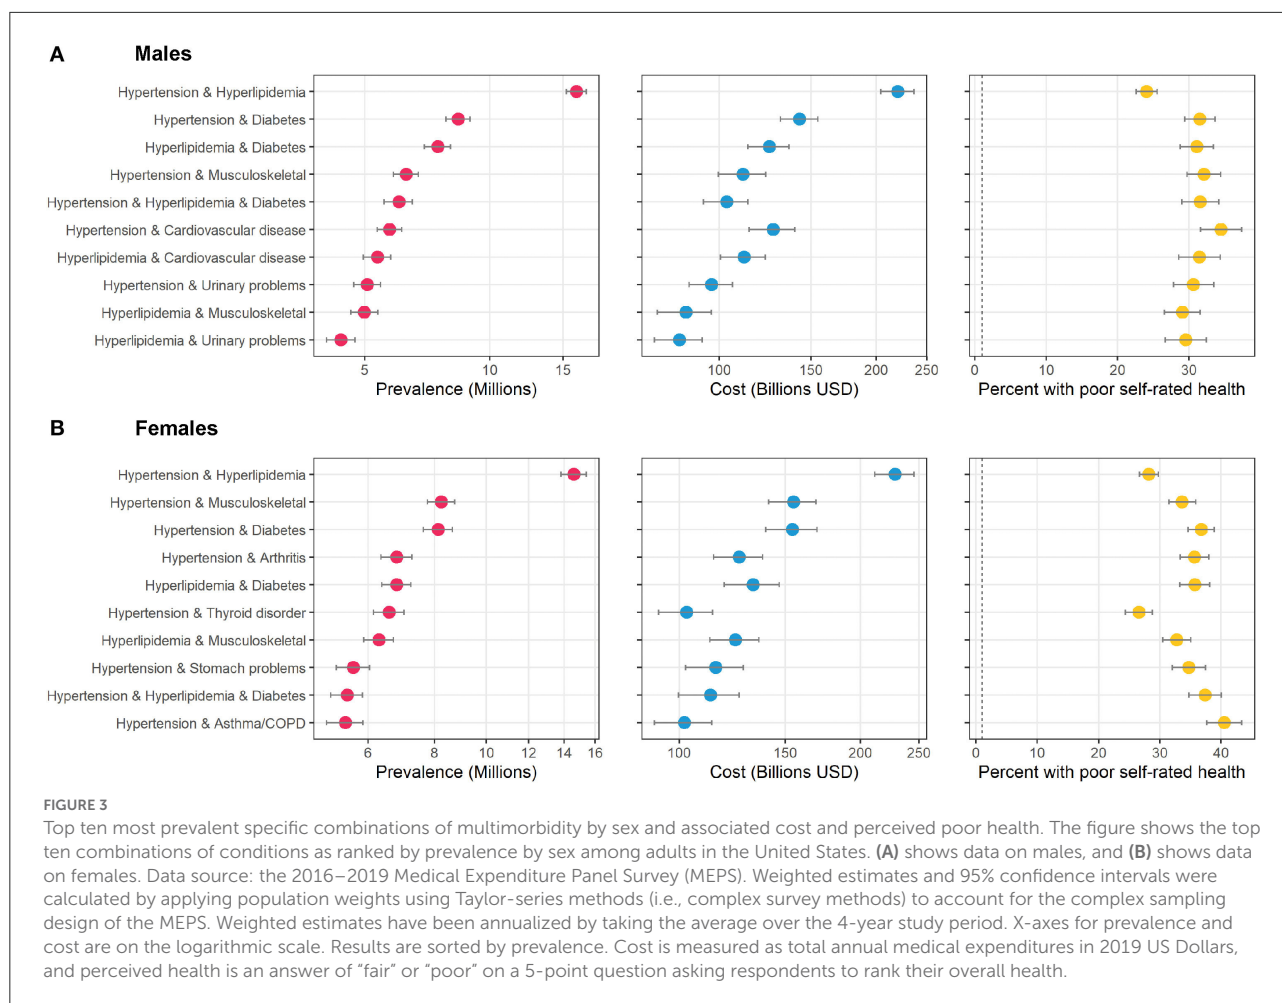 A Males
Hypertension & Hyperlipidemia
Hypertension & Diabetes
Hyperlipidemia & Diabetes
Hypertension & Musculoskeletal
Hypertension & Hyperlipidemia & Diabetes
Hypertension & Cardiovascular disease
Hyperlipidemia & Cardiovascular disease
Hypertension & Urinary problems
Hyperlipidemia & Musculoskeletal
Hyperlipidemia & Urinary problems
5 10 15
Prevalence (Millions)
100 150 200 250
Cost (Billions USD)
0 10 20 30
Percent with poor self-rated health
B Females
Hypertension & Hyperlipidemia
Hypertension & Musculoskeletal
Hypertension & Diabetes
Hypertension & Arthritis
Hyperlipidemia & Diabetes
Hypertension & Thyroid disorder
Hyperlipidemia & Musculoskeletal
Hypertension & Stomach problems
Hypertension & Hyperlipidemia & Diabetes
Hypertension & Asthma/COPD
6 8 10 12 14 16
Prevalence (Millions)
100 150 200 250
Cost (Billions USD)
0 10 20 30 40
Percent with poor self-rated health
FIGURE 3
Top ten most prevalent specific combinations of multimorbidity by sex and associated cost and perceived poor health. The figure shows the top
ten combinations of conditions as ranked by prevalence by sex among adults in the United States. (A) shows data on males, and (B) shows data
on females. Data source: the 2016–2019 Medical Expenditure Panel Survey (MEPS). Weighted estimates and 95% confidence intervals were
calculated by applying population weights using Taylor-series methods (i.e., complex survey methods) to account for the complex sampling
design of the MEPS. Weighted estimates have been annualized by taking the average over the 4-year study period. X-axes for prevalence and
cost are on the logarithmic scale. Results are sorted by prevalence. Cost is measured as total annual medical expenditures in 2019 US Dollars,
and perceived health is an answer of “fair” or “poor” on a 5-point question asking respondents to rank their overall health.